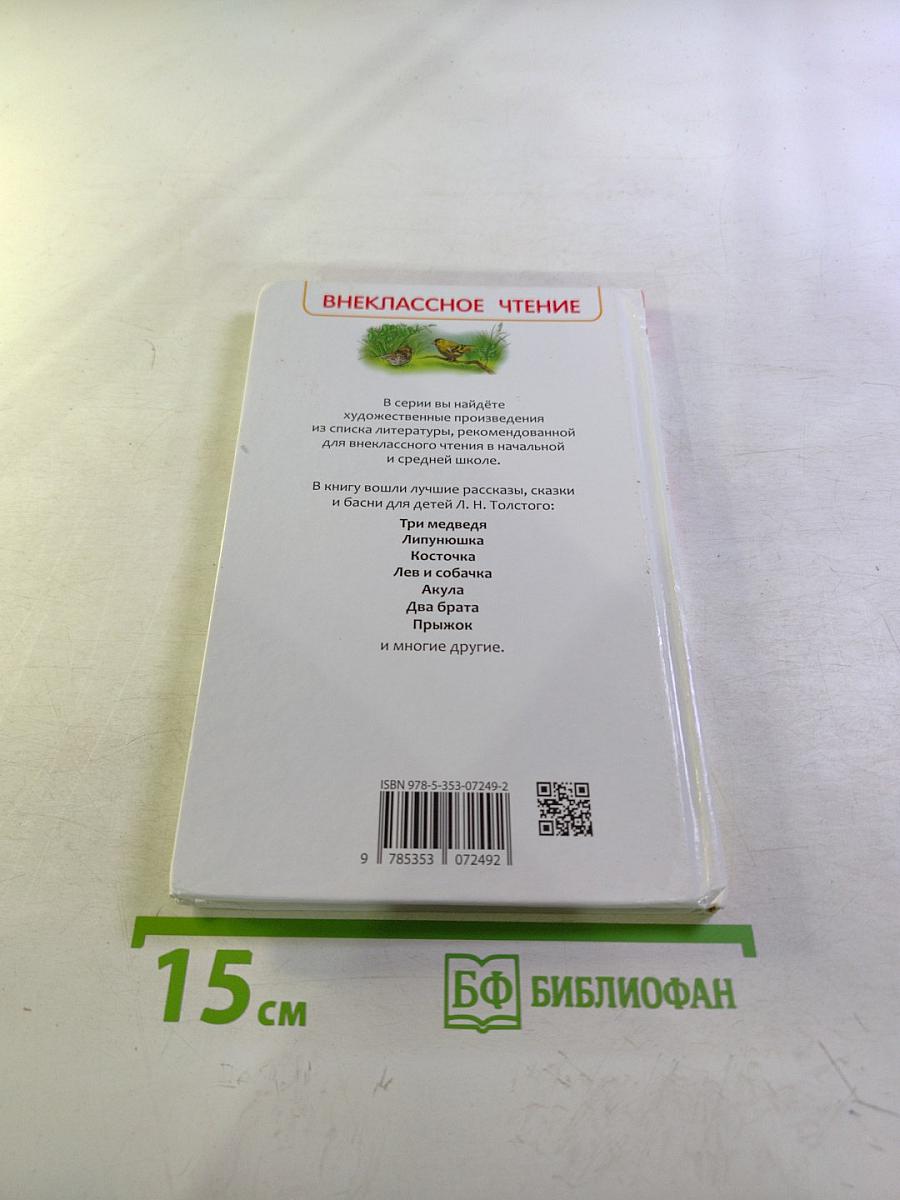 ВНЕКЛАССНОЕ ЧТЕНИЕ
В серии вы найдёте
художественные произведения
из списка литературы, рекомендованной
для внеклассного чтения в начальной
и средней школе.
В книгу вошли лучшие рассказы, сказки
и басни для детей Л. Н. Толстого:
Три медведя
Липунюшка
Косточка
Лев и собачка
Акула
Два брата
Прыжок
и многие другие.
ISBN 978-5-353-07249-2
9 785353 072492
15 см
БФ БИБЛИОФАН